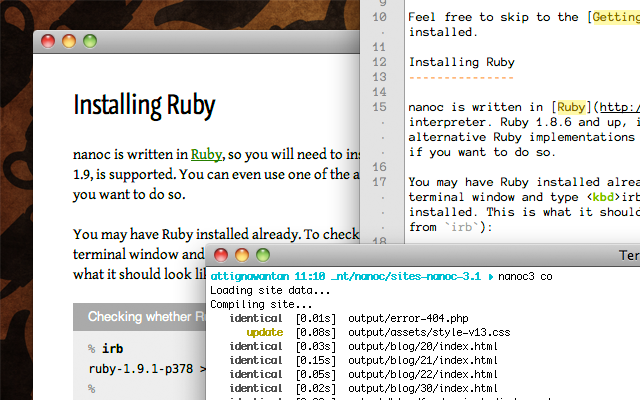 Installing Ruby
nanoc is written in Ruby, so you will need to ins
1.9, is supported. You can even use one of the a
you want to do so.
You may have Ruby installed already. To check
terminal window and
what it should look lik
Checking whether Ru
% irb
ruby-1.9.1-p378 >
%
9
10 Feel free to skip to the [Getting
· installed.
11
12 Installing Ruby
13 ---------------
14
15 nanoc is written in [Ruby](http:/
· interpreter. Ruby 1.8.6 and up, i
· alternative Ruby implementations
· if you want to do so.
16
17 You may have Ruby installed alrea
· terminal window and type <kbd>irb
· installed. This is what it should
· from `irb`):
18
Ter
attignawantan 11:10 _nt/nanoc/sites-nanoc-3.1 ▸ nanoc3 co
Loading site data...
Compiling site...
identical [0.01s] output/error-404.php
update [0.08s] output/assets/style-v13.css
identical [0.03s] output/blog/20/index.html
identical [0.15s] output/blog/21/index.html
identical [0.05s] output/blog/22/index.html
identical [0.02s] output/blog/30/index.html